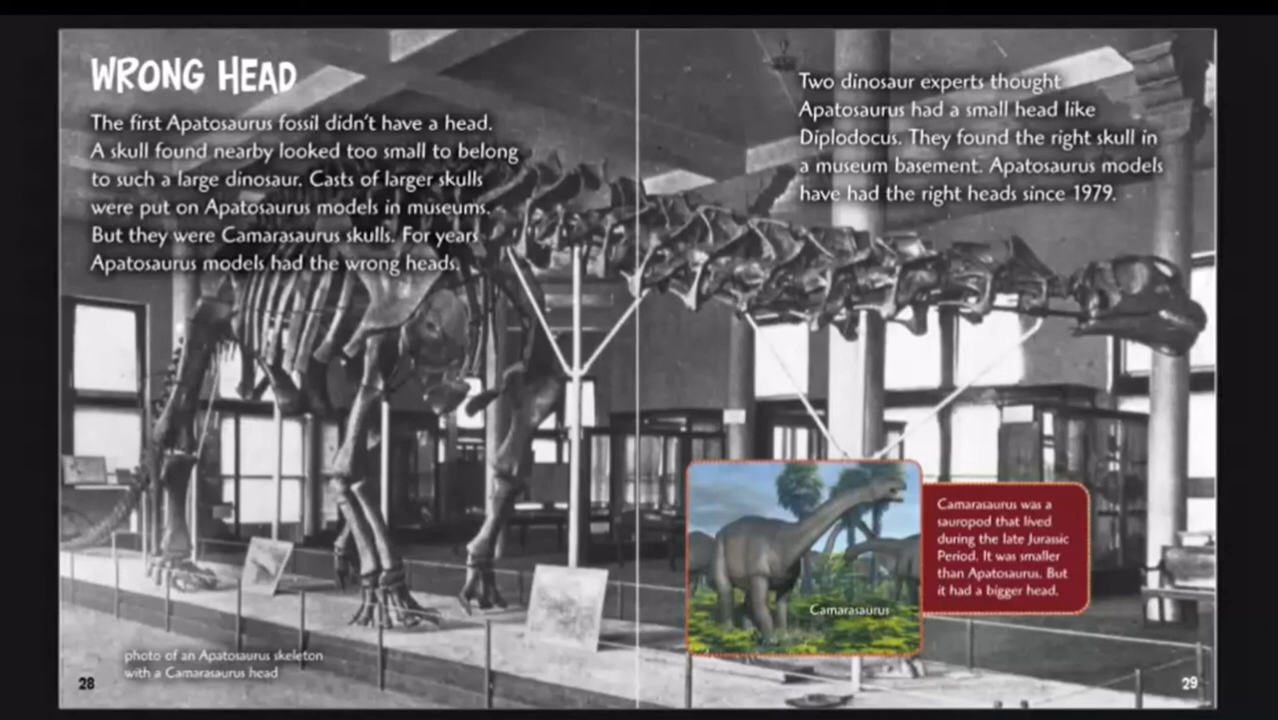 WRONG HEAD
The first Apatosaurus fossil didn't have a head.
A skull found nearby looked too small to belong
to such a large dinosaur. Casts of larger skulls
were put on Apatosaurus models in museums.
But they were Camarasaurus skulls. For years
Apatosaurus models had the wrong heads.
photo of an Apatosaurus skeleton
with a Camarasaurus head
28
Two dinosaur experts thought
Apatosaurus had a small head like
Diplodocus. They found the right skull in
a museum basement. Apatosaurus models
have had the right heads since 1979.
Camarasaurus
Camarasaurus was a
sauropod that lived
during the late Jurassic
Period. It was smaller
than Apatosaurus. But
it had a bigger head.
29